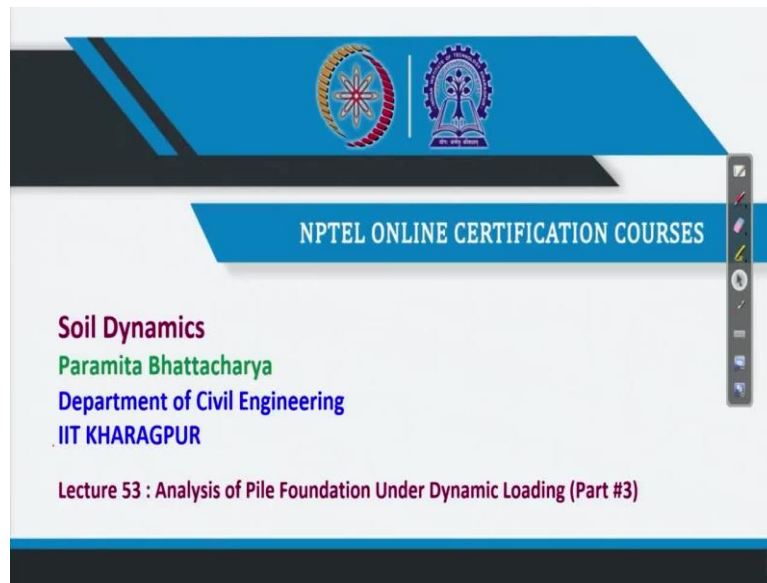 NPTEL ONLINE CERTIFICATION COURSES
Soil Dynamics
Paramita Bhattacharya
Department of Civil Engineering
IIT KHARAGPUR
Lecture 53 : Analysis of Pile Foundation Under Dynamic Loading (Part #3)